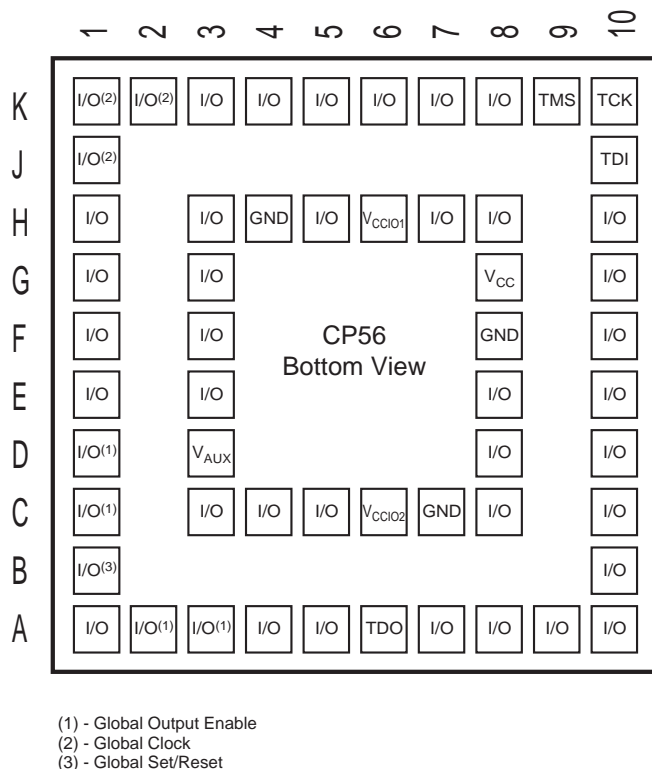 1 2 3 4 5 6 7 8 9 10
K I/O(2) I/O(2) I/O I/O I/O I/O I/O I/O TMS TCK
J I/O(2) TDI
H I/O I/O GND I/O VCCIO1 I/O I/O I/O
G I/O I/O VCC I/O
F I/O I/O CP56 GND I/O
Bottom View
E I/O I/O I/O I/O
D I/O(1) VAUX I/O I/O
C I/O(1) I/O I/O I/O VCCIO2 GND I/O I/O
B I/O(3) I/O
A I/O I/O(1) I/O(1) I/O I/O TDO I/O I/O I/O I/O
(1) - Global Output Enable
(2) - Global Clock
(3) - Global Set/Reset